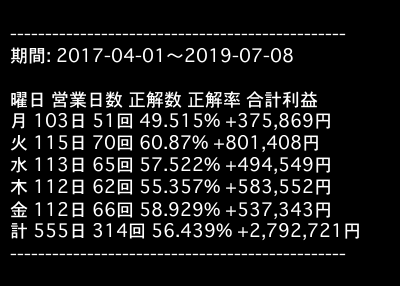 ------------------------------------------------
期間: 2017-04-01～2019-07-08
曜日 営業日数 正解数 正解率 合計利益
月 103日 51回 49.515% +375,869円
火 115日 70回 60.87% +801,408円
水 113日 65回 57.522% +494,549円
木 112日 62回 55.357% +583,552円
金 112日 66回 58.929% +537,343円
計 555日 314回 56.439% +2,792,721円
------------------------------------------------